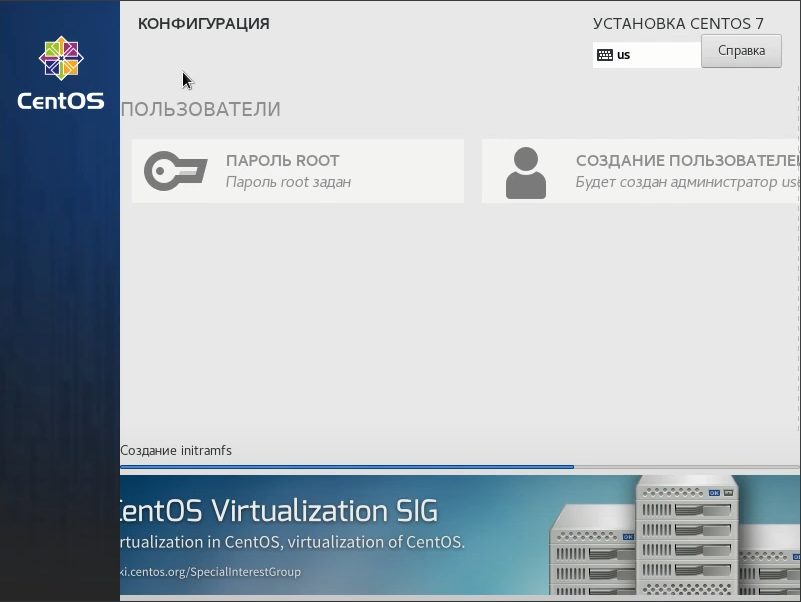 КОНФИГУРАЦИЯ
УСТАНОВКА CENTOS 7
us
Справка
CentOS
ПОЛЬЗОВАТЕЛИ
ПАРОЛЬ ROOT
Пароль root задан
СОЗДАНИЕ ПОЛЬЗОВАТЕЛЕ
Будет создан администратор us
Создание initramfs
CentOS Virtualization SIG
rtualization in CentOS, virtualization of CentOS.
ki.centos.org/SpecialInterestGroup